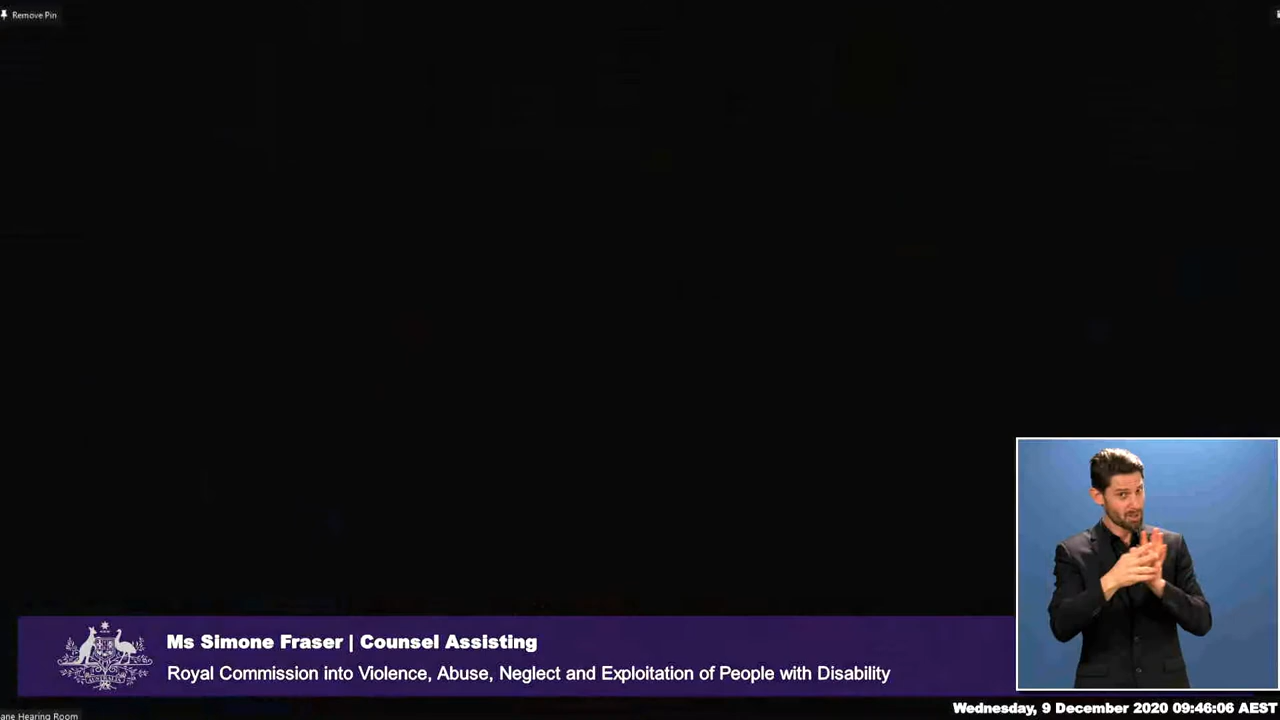 Remove Pin
Ms Simone Fraser | Counsel Assisting
Royal Commission into Violence, Abuse, Neglect and Exploitation of People with Disability
Wednesday, 9 December 2020 09:46:06 AEST
ane Hearing Room